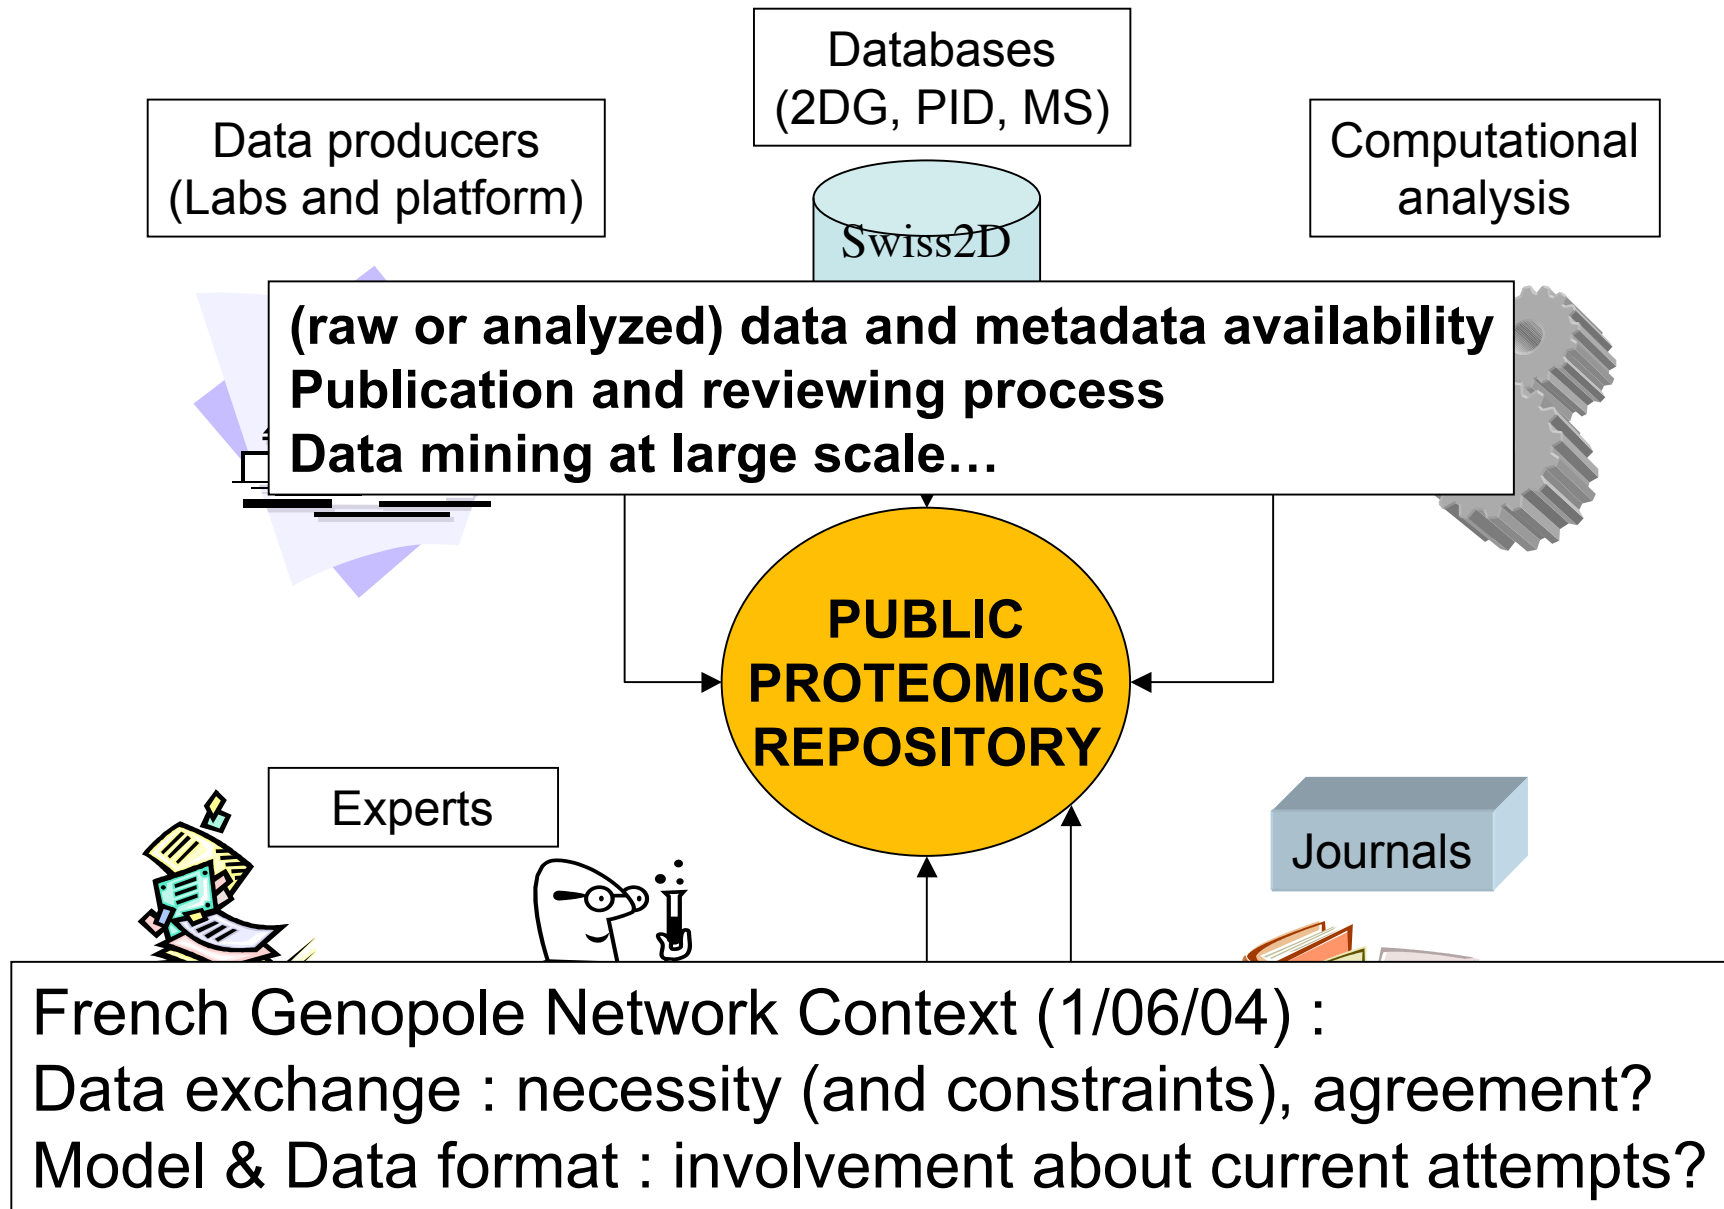 Databases
(2DG, PID, MS)
Data producers
(Labs and platform)
Computational
analysis
Swiss2D
(raw or analyzed) data and metadata availability
Publication and reviewing process
Data mining at large scale…
PUBLIC
PROTEOMICS
REPOSITORY
Experts
Journals
French Genopole Network Context (1/06/04) :
Data exchange : necessity (and constraints), agreement?
Model & Data format : involvement about current attempts?